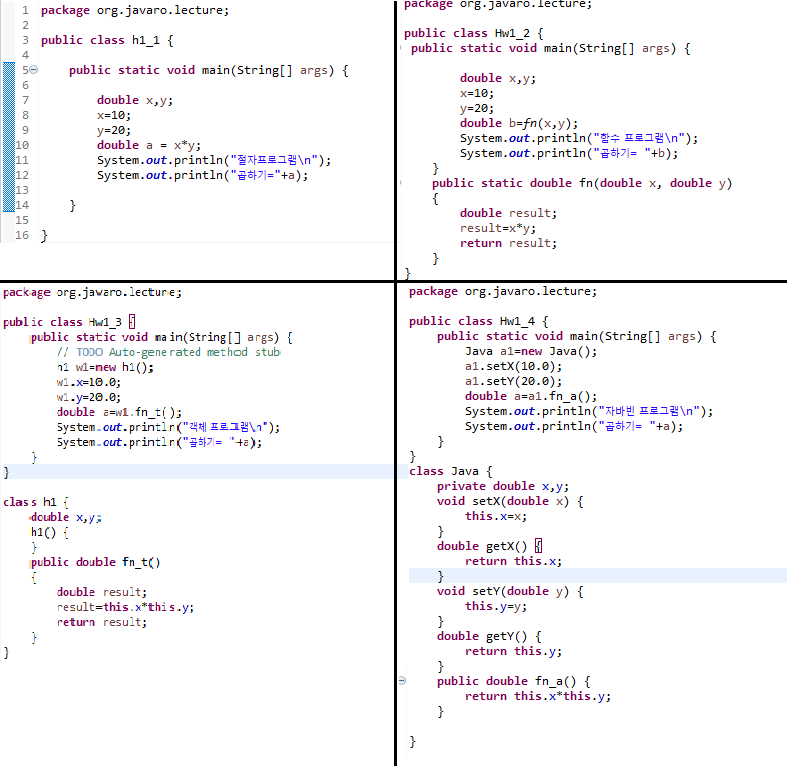 1 package org.javaro.lecture;
2
3 public class h1_1 {
4
5 public static void main(String[] args) {
6
7 double x,y;
8 x=10;
9 y=20;
10 double a = x*y;
11 System.out.println("절자프로그램\n");
12 System.out.println("곱하기="+a);
13
14 }
15
16 }
package org.javaro.lecture;
public class Hw1_2 {
public static void main(String[] args) {
double x,y;
x=10;
y=20;
double b=fn(x,y);
System.out.println("함수 프로그램\n");
System.out.println("곱하기= "+b);
}
public static double fn(double x, double y)
{
double result;
result=x*y;
return result;
}
}
package org.javaro.lecture;
public class Hw1_3 {
public static void main(String[] args) {
// TODO Auto-generated method stub
h1 w1=new h1();
w1.x=10.0;
w1.y=20.0;
double a=w1.fn_t();
System.out.println("객체 프로그램\n");
System.out.println("곱하기= "+a);
}
}
class h1 {
double x,y;
h1() {
}
public double fn_t()
{
double result;
result=this.x*this.y;
return result;
}
}
package org.javaro.lecture;
public class Hw1_4 {
public static void main(String[] args) {
Java a1=new Java();
a1.setX(10.0);
a1.setY(20.0);
double a=a1.fn_a();
System.out.println("자바빈 프로그램\n");
System.out.println("곱하기= "+a);
}
}
class Java {
private double x,y;
void setX(double x) {
this.x=x;
}
double getX() {
return this.x;
}
void setY(double y) {
this.y=y;
}
double getY() {
return this.y;
}
public double fn_a() {
return this.x*this.y;
}
}